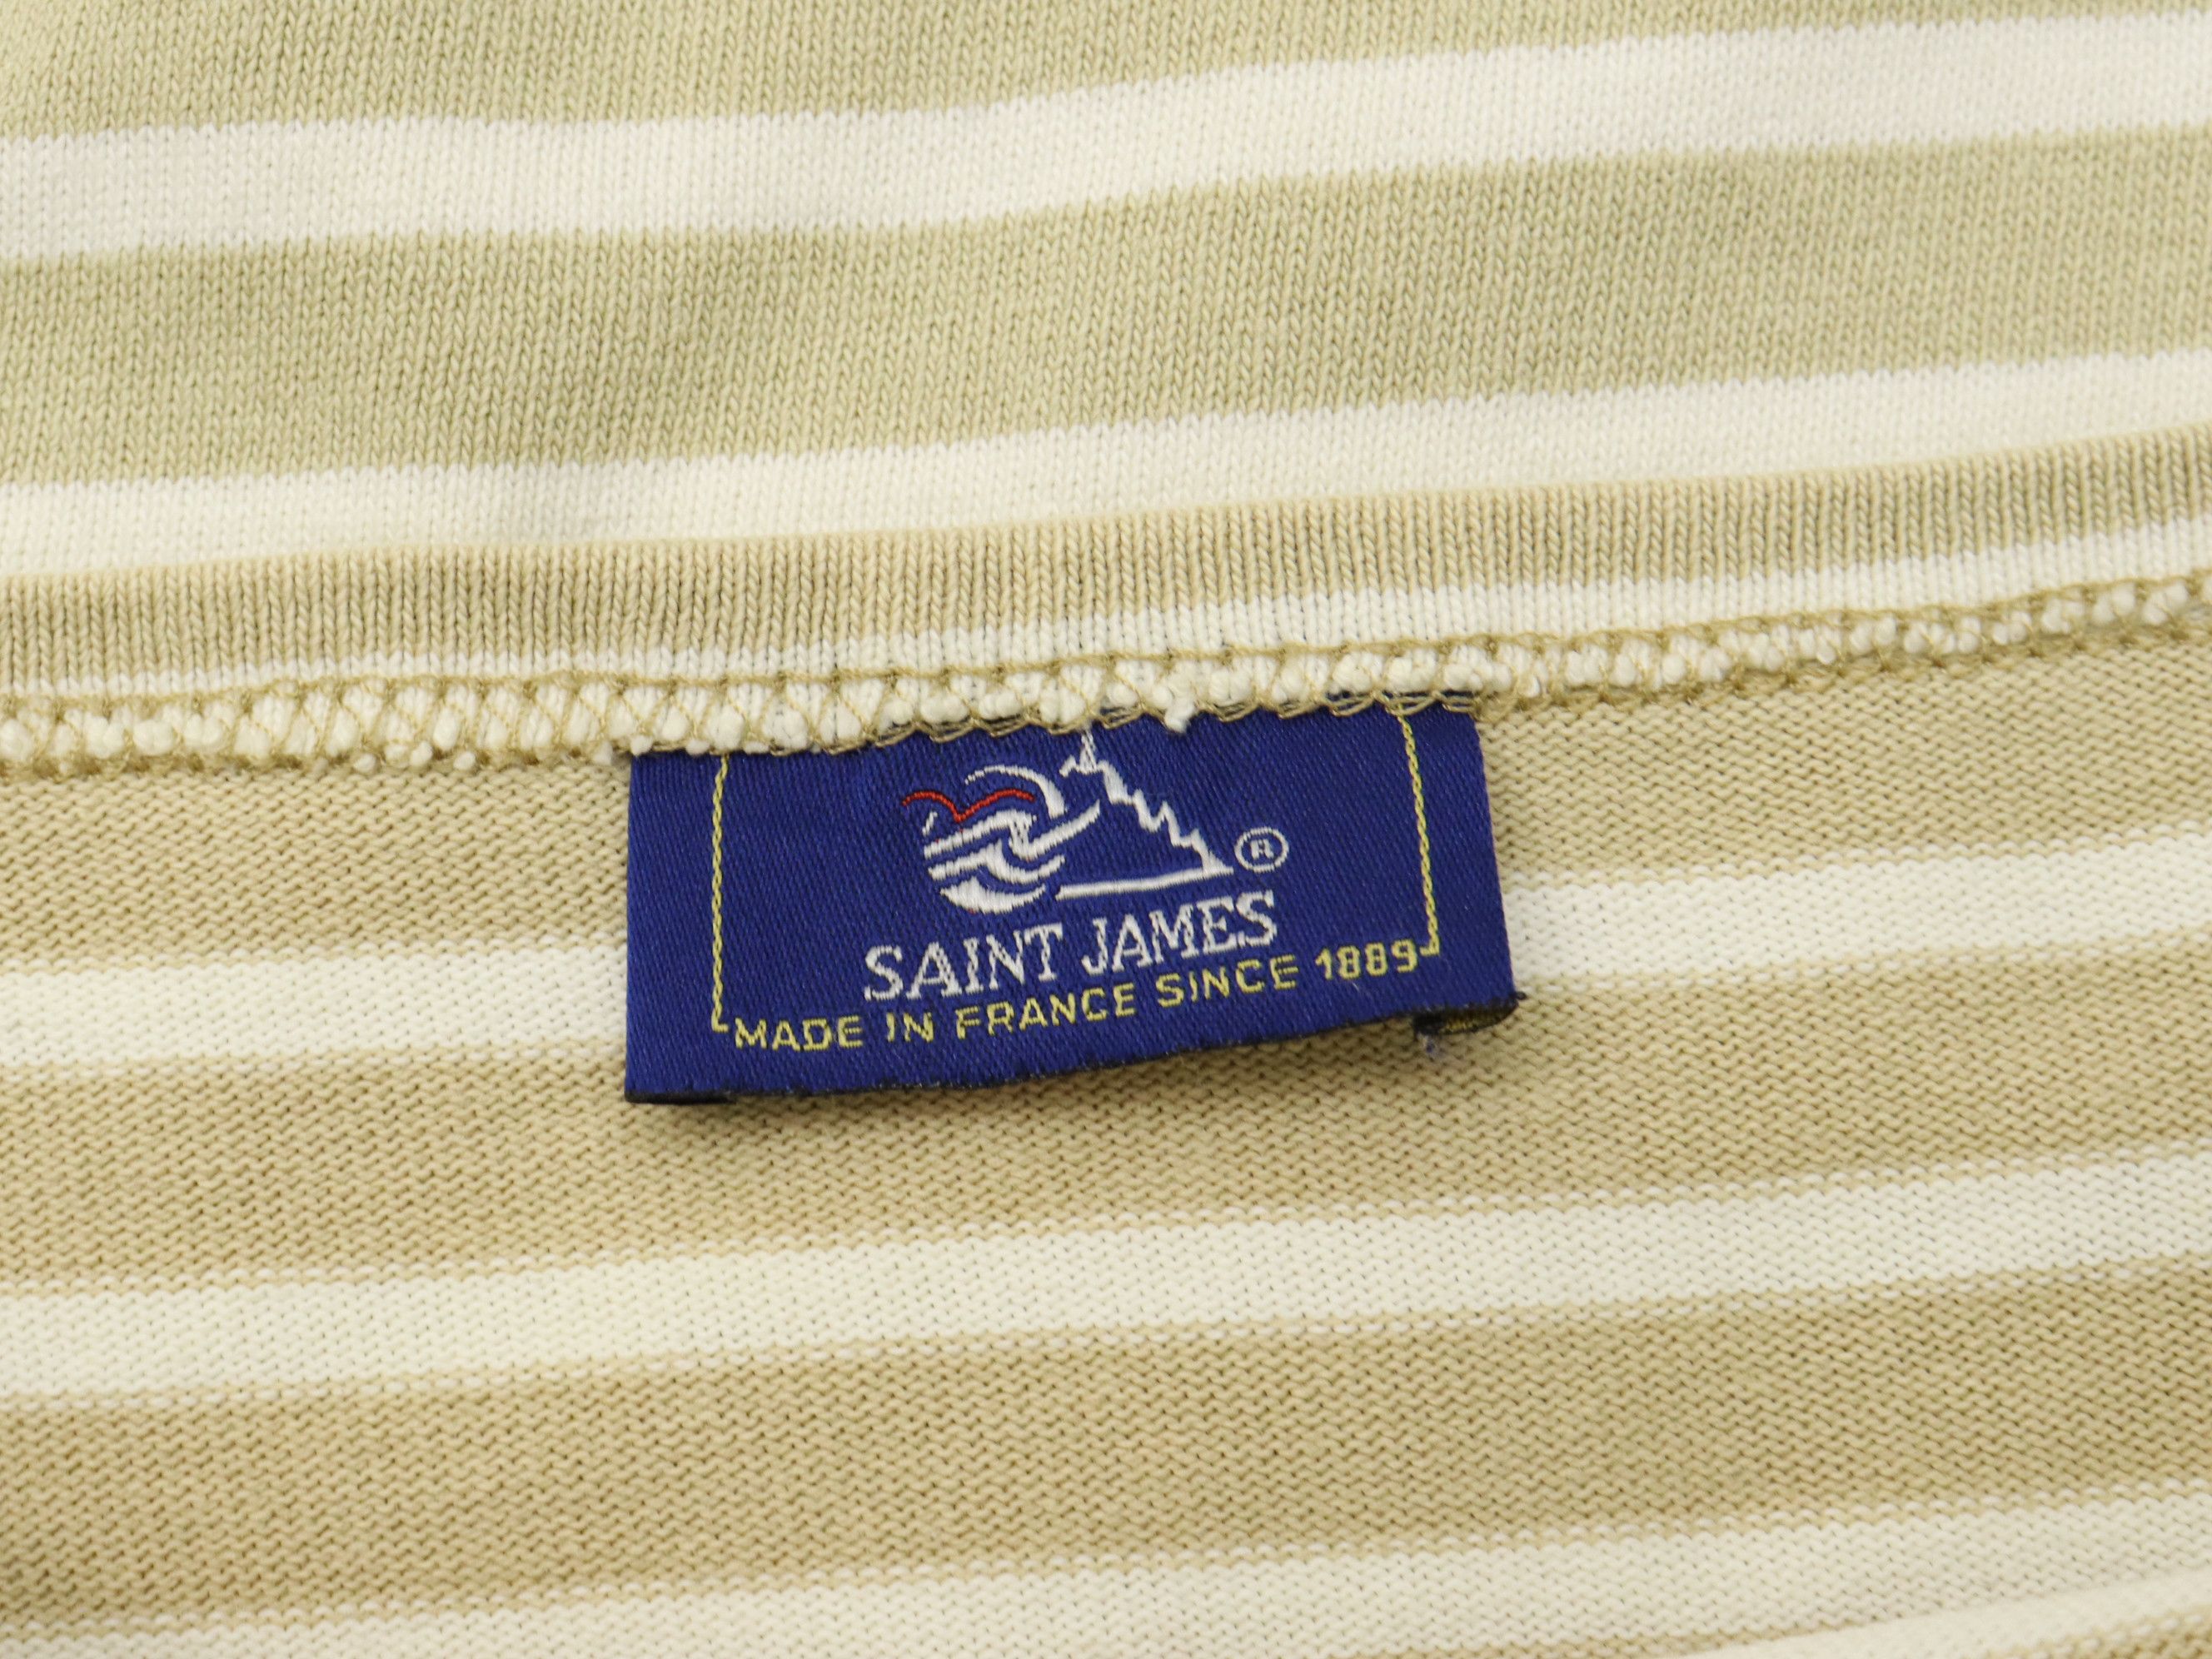 ®
SAINT JAMES
MADE IN FRANCE SINCE 1889